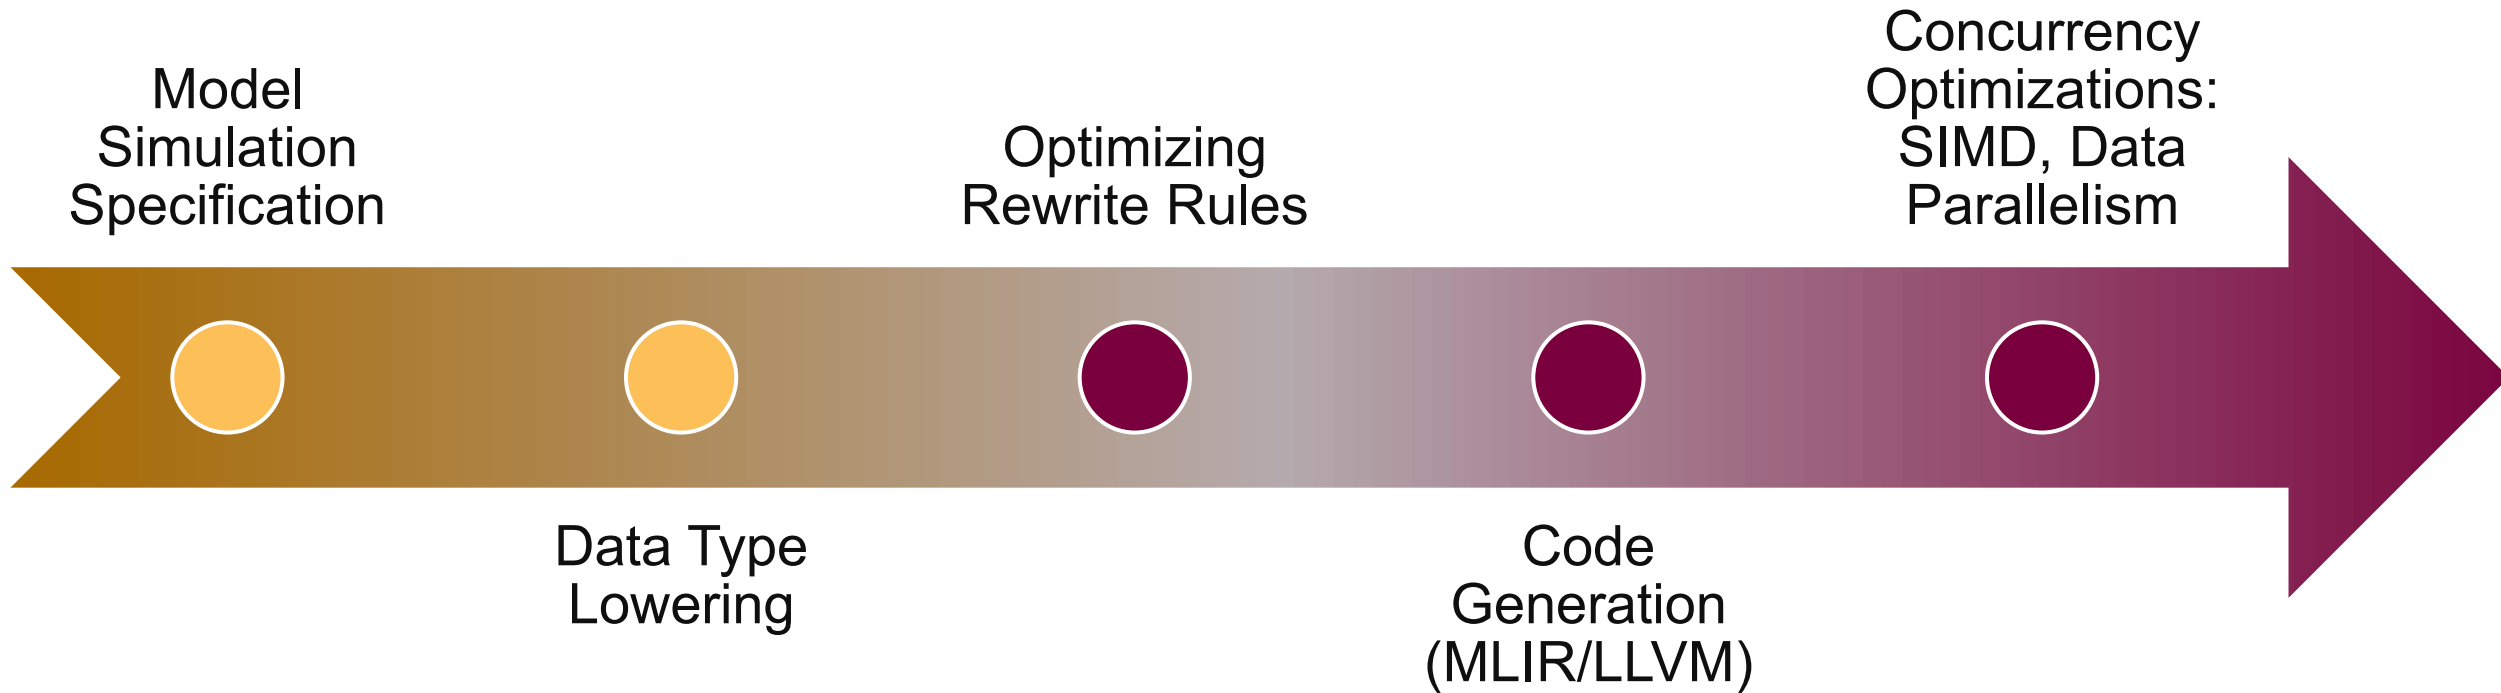 Model
Simulation
Specification
Data Type
Lowering
Optimizing
Rewrite Rules
Code
Generation
(MLIR/LLVM)
Concurrency
Optimizations:
SIMD, Data
Parallelism